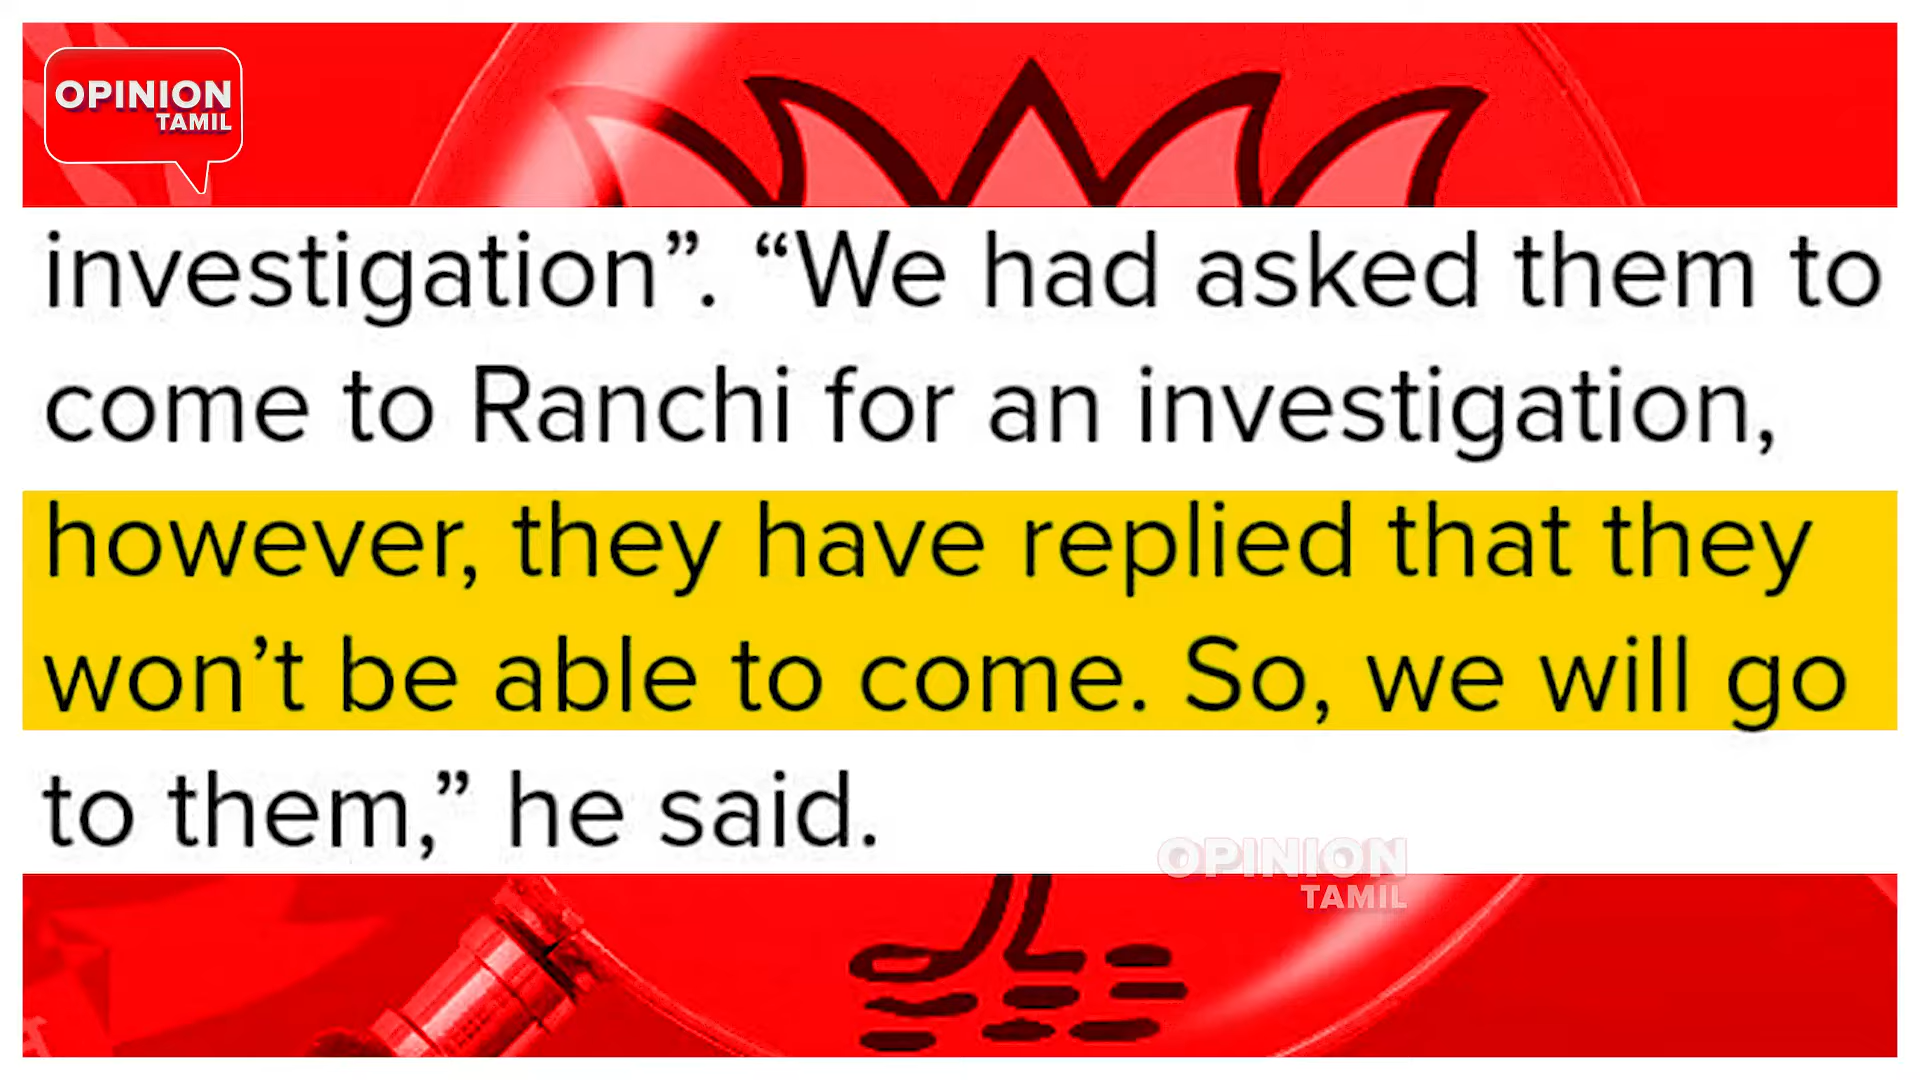 OPINION
TAMIL
investigation”. “We had asked them to
come to Ranchi for an investigation,
however, they have replied that they
won’t be able to come. So, we will go
to them,” he said.
OPINION
TAMIL